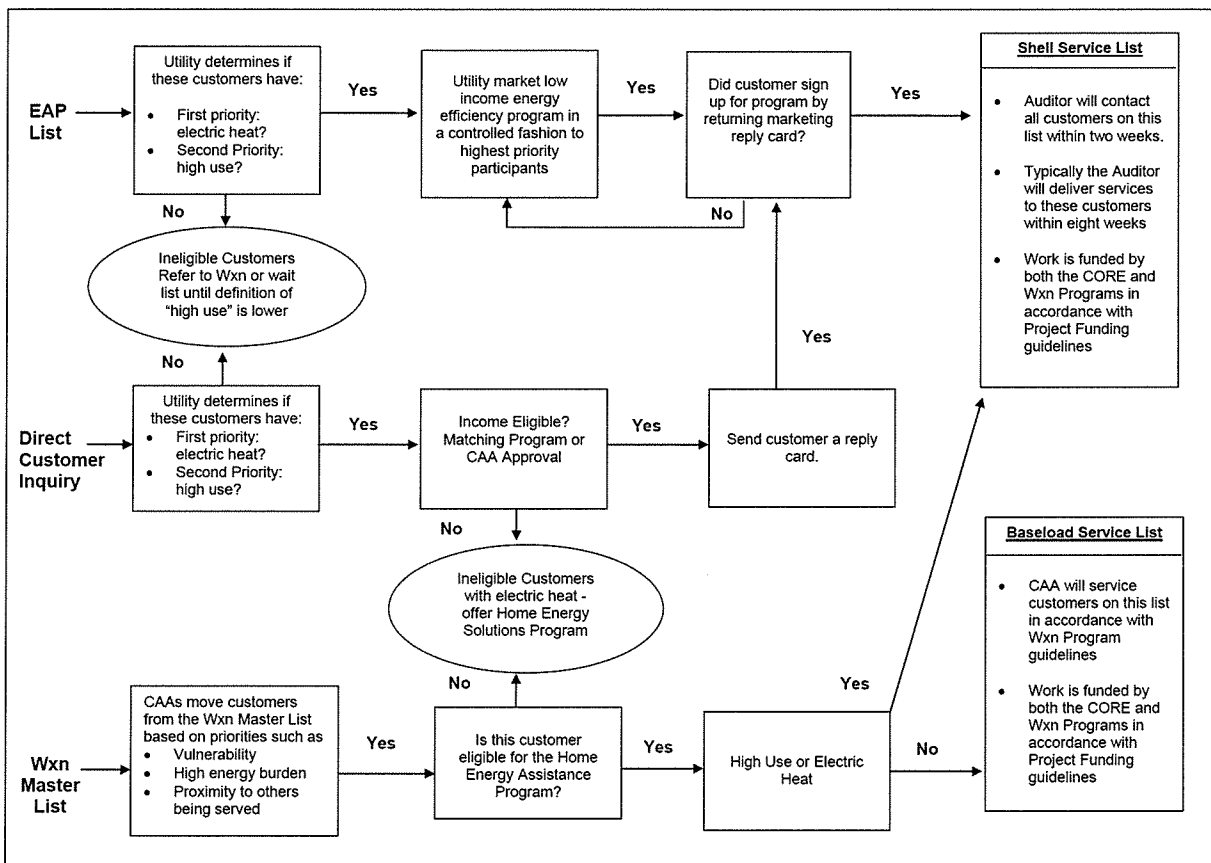 EAP
List
Utility determines if
these customers have:
• First priority:
electric heat?
• Second Priority:
high use?
Yes
Utility market low
income energy
efficiency program in
a controlled fashion to
highest priority
participants
Yes
Did customer sign
up for program by
returning marketing
reply card?
Yes
Shell Service List
• Auditor will contact
all customers on this
list within two weeks.
• Typically the Auditor
will deliver services
to these customers
within eight weeks
• Work is funded by
both the CORE and
Wxn Programs in
accordance with
Project Funding
guidelines
No
No
Ineligible Customers
Refer to Wxn or wait
list until definition of
"high use" is lower
No
Yes
Direct
Customer
Inquiry
Utility determines if
these customers have:
• First priority:
electric heat?
• Second Priority:
high use?
Yes
Income Eligible?
Matching Program or
CAA Approval
Yes
Send customer a reply
card.
No
Ineligible Customers
with electric heat -
offer Home Energy
Solutions Program
No
Yes
Baseload Service List
• CAA will service
customers on this list
in accordance with
Wxn Program
guidelines
• Work is funded by
both the CORE and
Wxn Programs in
accordance with
Project Funding
guidelines
Wxn
Master
List
CAAs move customers
from the Wxn Master List
based on priorities such as
• Vulnerability
• High energy burden
• Proximity to others
being served
Yes
Is this customer
eligible for the Home
Energy Assistance
Program?
Yes
High Use or Electric
Heat
No